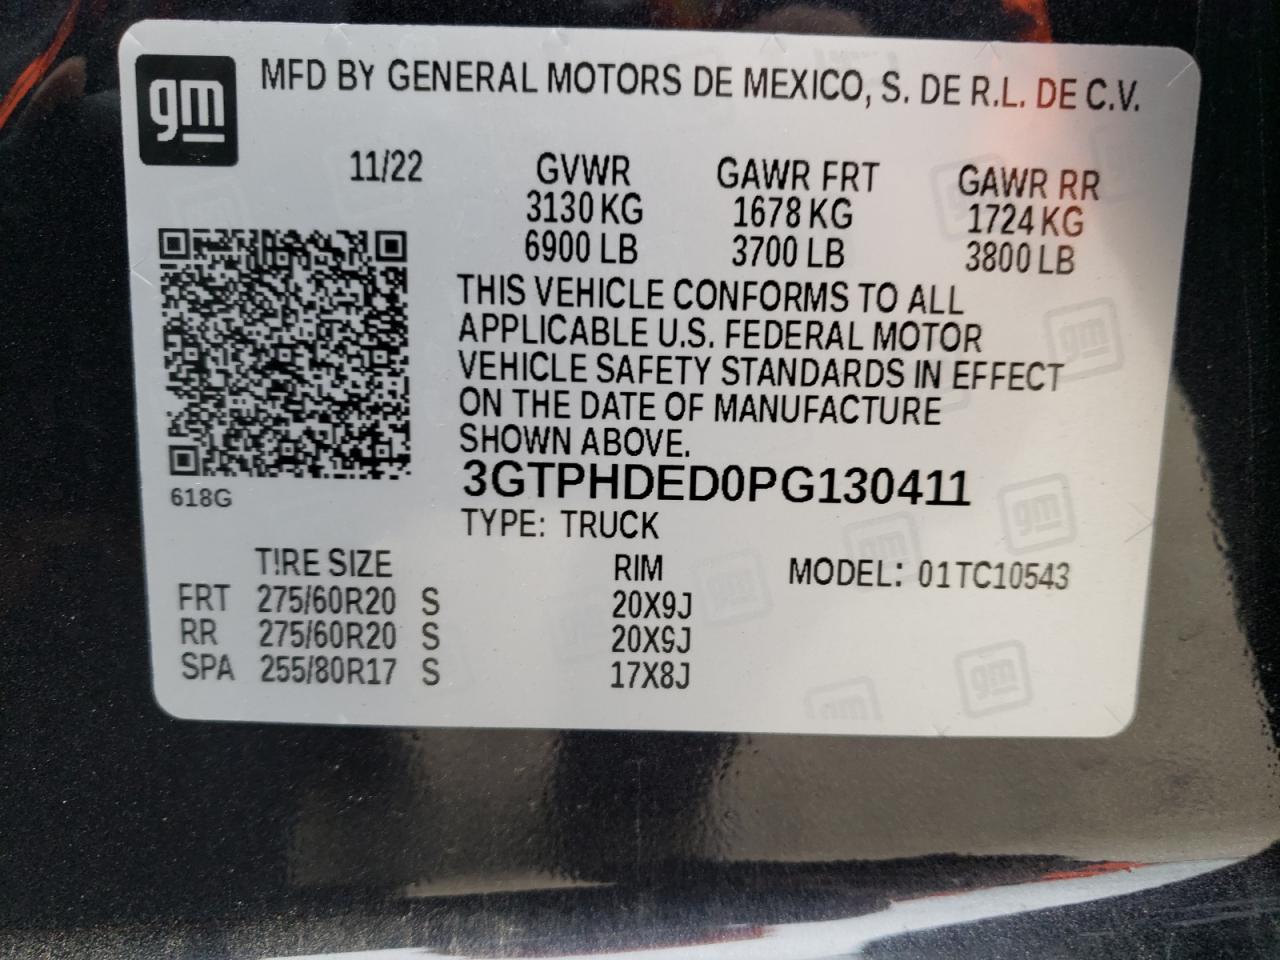 gm MFD BY GENERAL MOTORS DE MEXICO, S. DE R.L. DE C.V.
11/22 GVWR GAWR FRT GAWR RR
3130 KG 1678 KG 1724 KG
6900 LB 3700 LB 3800 LB
THIS VEHICLE CONFORMS TO ALL
APPLICABLE U.S. FEDERAL MOTOR
VEHICLE SAFETY STANDARDS IN EFFECT
ON THE DATE OF MANUFACTURE
SHOWN ABOVE.
3GTPHDED0PG130411
618G
TYPE: TRUCK
TIRE SIZE RIM MODEL: 01TC10543
FRT 275/60R20 S 20X9J
RR 275/60R20 S 20X9J
SPA 255/80R17 S 17X8J